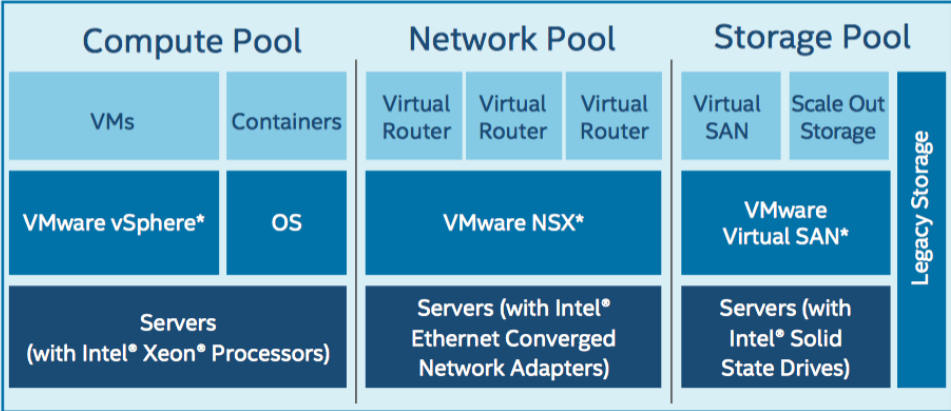 Compute Pool
Network Pool
Storage Pool
VMs
Containers
Virtual
Router
Virtual
Router
Virtual
Router
Virtual
SAN
Scale Out
Storage
Legacy Storage
VMware vSphere*
OS
VMware NSX*
VMware
Virtual SAN*
Servers
(with Intel® Xeon® Processors)
Servers (with Intel®
Ethernet Converged
Network Adapters)
Servers (with
Intel® Solid
State Drives)